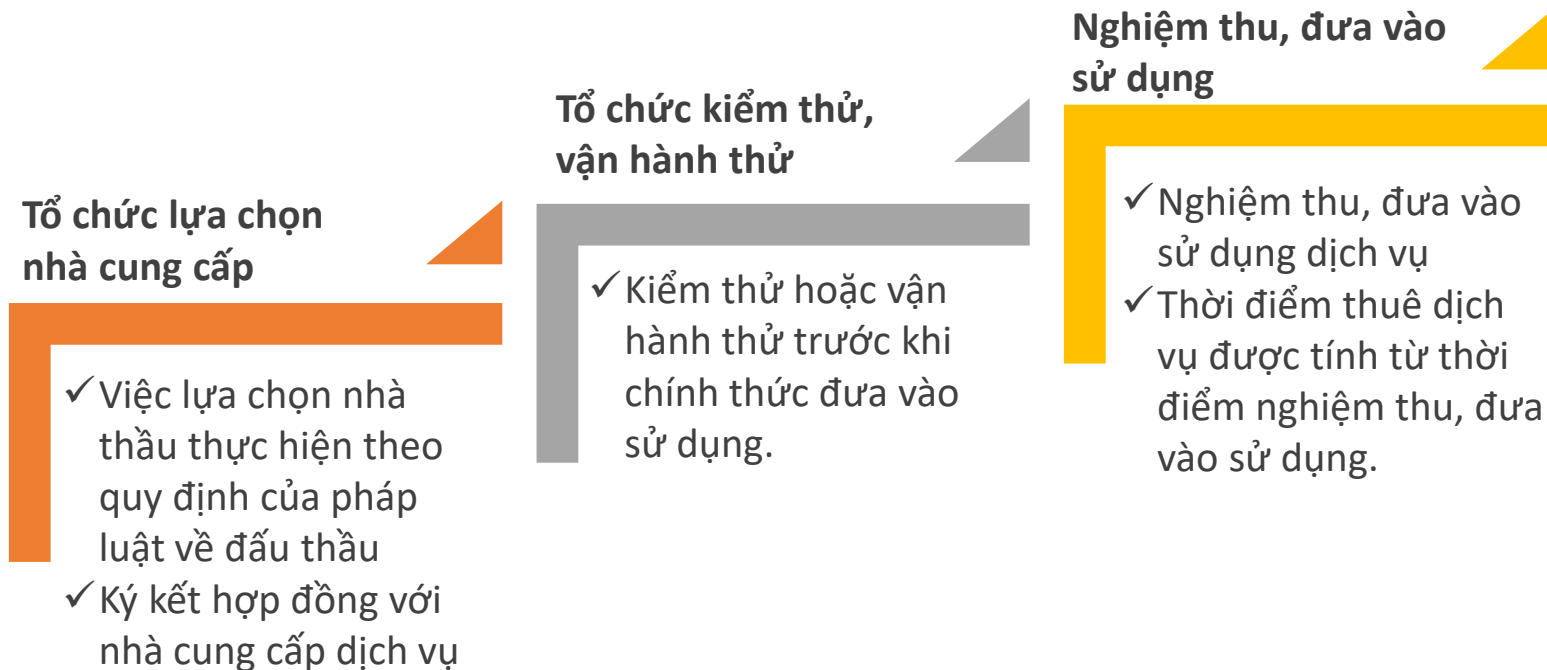 Tổ chức lựa chọn
nhà cung cấp
✓ Việc lựa chọn nhà
thầu thực hiện theo
quy định của pháp
luật về đấu thầu
✓ Ký kết hợp đồng với
nhà cung cấp dịch vụ
Tổ chức kiểm thử,
vận hành thử
✓ Kiểm thử hoặc vận
hành thử trước khi
chính thức đưa vào
sử dụng.
Nghiệm thu, đưa vào
sử dụng
✓ Nghiệm thu, đưa vào
sử dụng dịch vụ
✓ Thời điểm thuê dịch
vụ được tính từ thời
điểm nghiệm thu, đưa
vào sử dụng.